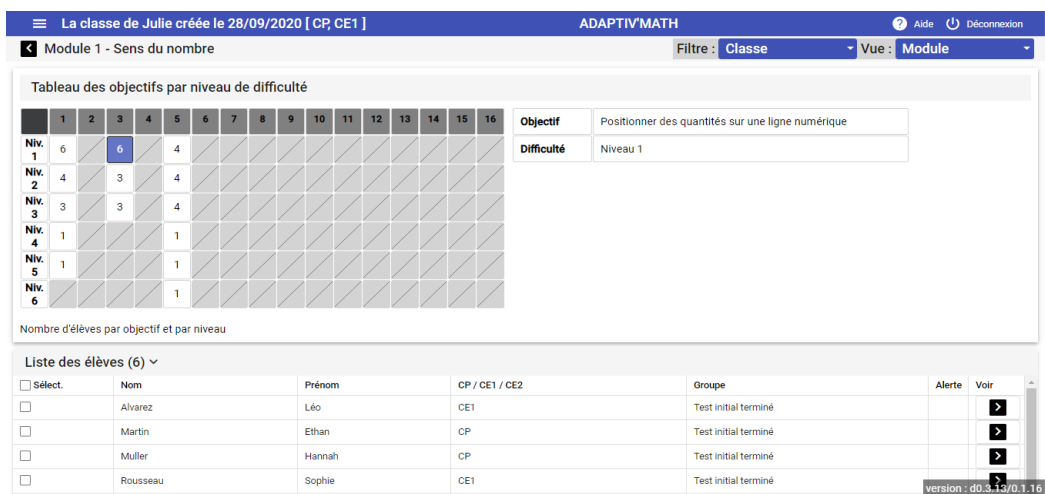 La classe de Julie créée le 28/09/2020 [ CP, CE1 ] ADAPTIV'MATH ? Aide Déconnexion
Module 1 - Sens du nombre Filtre : Classe Vue : Module
Tableau des objectifs par niveau de difficulté
1 2 3 4 5 6 7 8 9 10 11 12 13 14 15 16
Objectif Positionner des quantités sur une ligne numérique
Niv. 1 6 6 4
Difficulté Niveau 1
Niv. 2 4 3 4
Niv. 3 3 3 4
Niv. 4 1 1
Niv. 5 1 1
Niv. 6 1
Nombre d'élèves par objectif et par niveau
Liste des élèves (6)
Sélect. Nom Prénom CP / CE1 / CE2 Groupe Alerte Voir
Alvarez Léo CE1 Test initial terminé
Martin Ethan CP Test initial terminé
Muller Hannah CP Test initial terminé
Rousseau Sophie CE1 Test initial terminé
version : d0.3.13/0.1.16